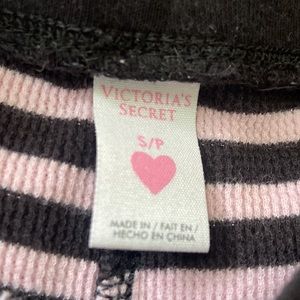 VICTORIA'S
SECRET
S/P
MADE IN / FAIT EN /
HECHO EN CHINA